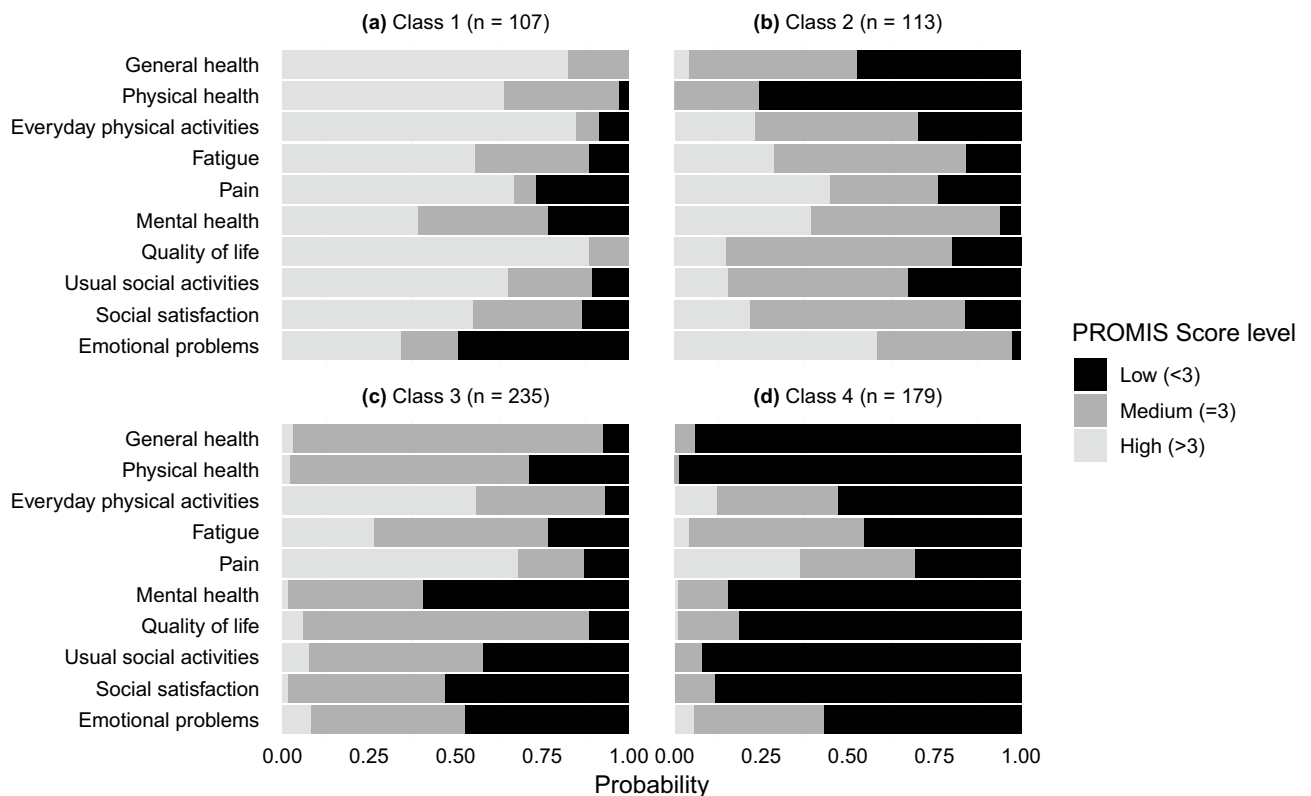 (a) Class 1 (n = 107)
(b) Class 2 (n = 113)
General health
Physical health
Everyday physical activities
Fatigue
Pain
Mental health
Quality of life
Usual social activities
Social satisfaction
Emotional problems
(c) Class 3 (n = 235)
(d) Class 4 (n = 179)
General health
Physical health
Everyday physical activities
Fatigue
Pain
Mental health
Quality of life
Usual social activities
Social satisfaction
Emotional problems
0.00 0.25 0.50 0.75 1.00 0.00 0.25 0.50 0.75 1.00
Probability
PROMIS Score level
Low (<3)
Medium (=3)
High (>3)